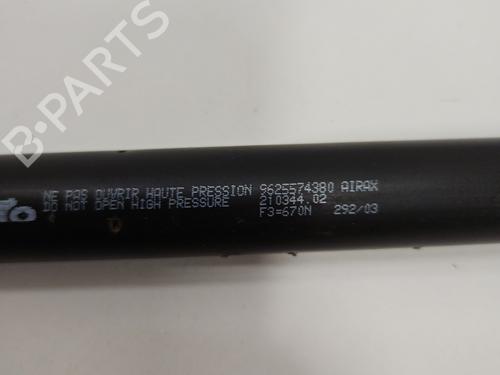 B-PARTS
NE PAS OUVRIR HAUTE PRESSION 9625574380 AIRAX
DO NOT OPEN HIGH PRESSURE 210344.02
F3=670N 292/03